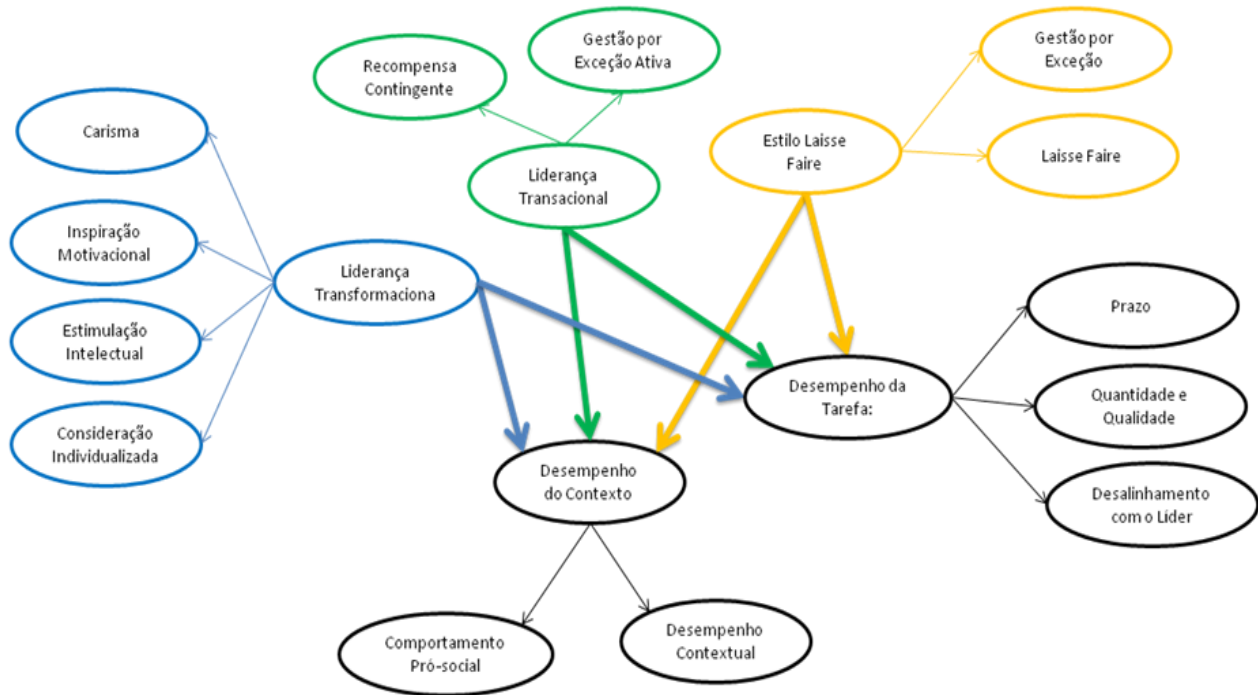 Gestão por
Exceção Ativa
Gestão por
Exceção
Recompensa
Contingente
Carisma
Estilo Laisse
Faire
Laisse Faire
Liderança
Transacional
Inspiração
Motivacional
Liderança
Transformaciona
Prazo
Estimulação
Intelectual
Desempenho da
Tarefa:
Quantidade e
Qualidade
Consideração
Individualizada
Desempenho
do Contexto
Desalinhamento
com o Líder
Comportamento
Pró-social
Desempenho
Contextual